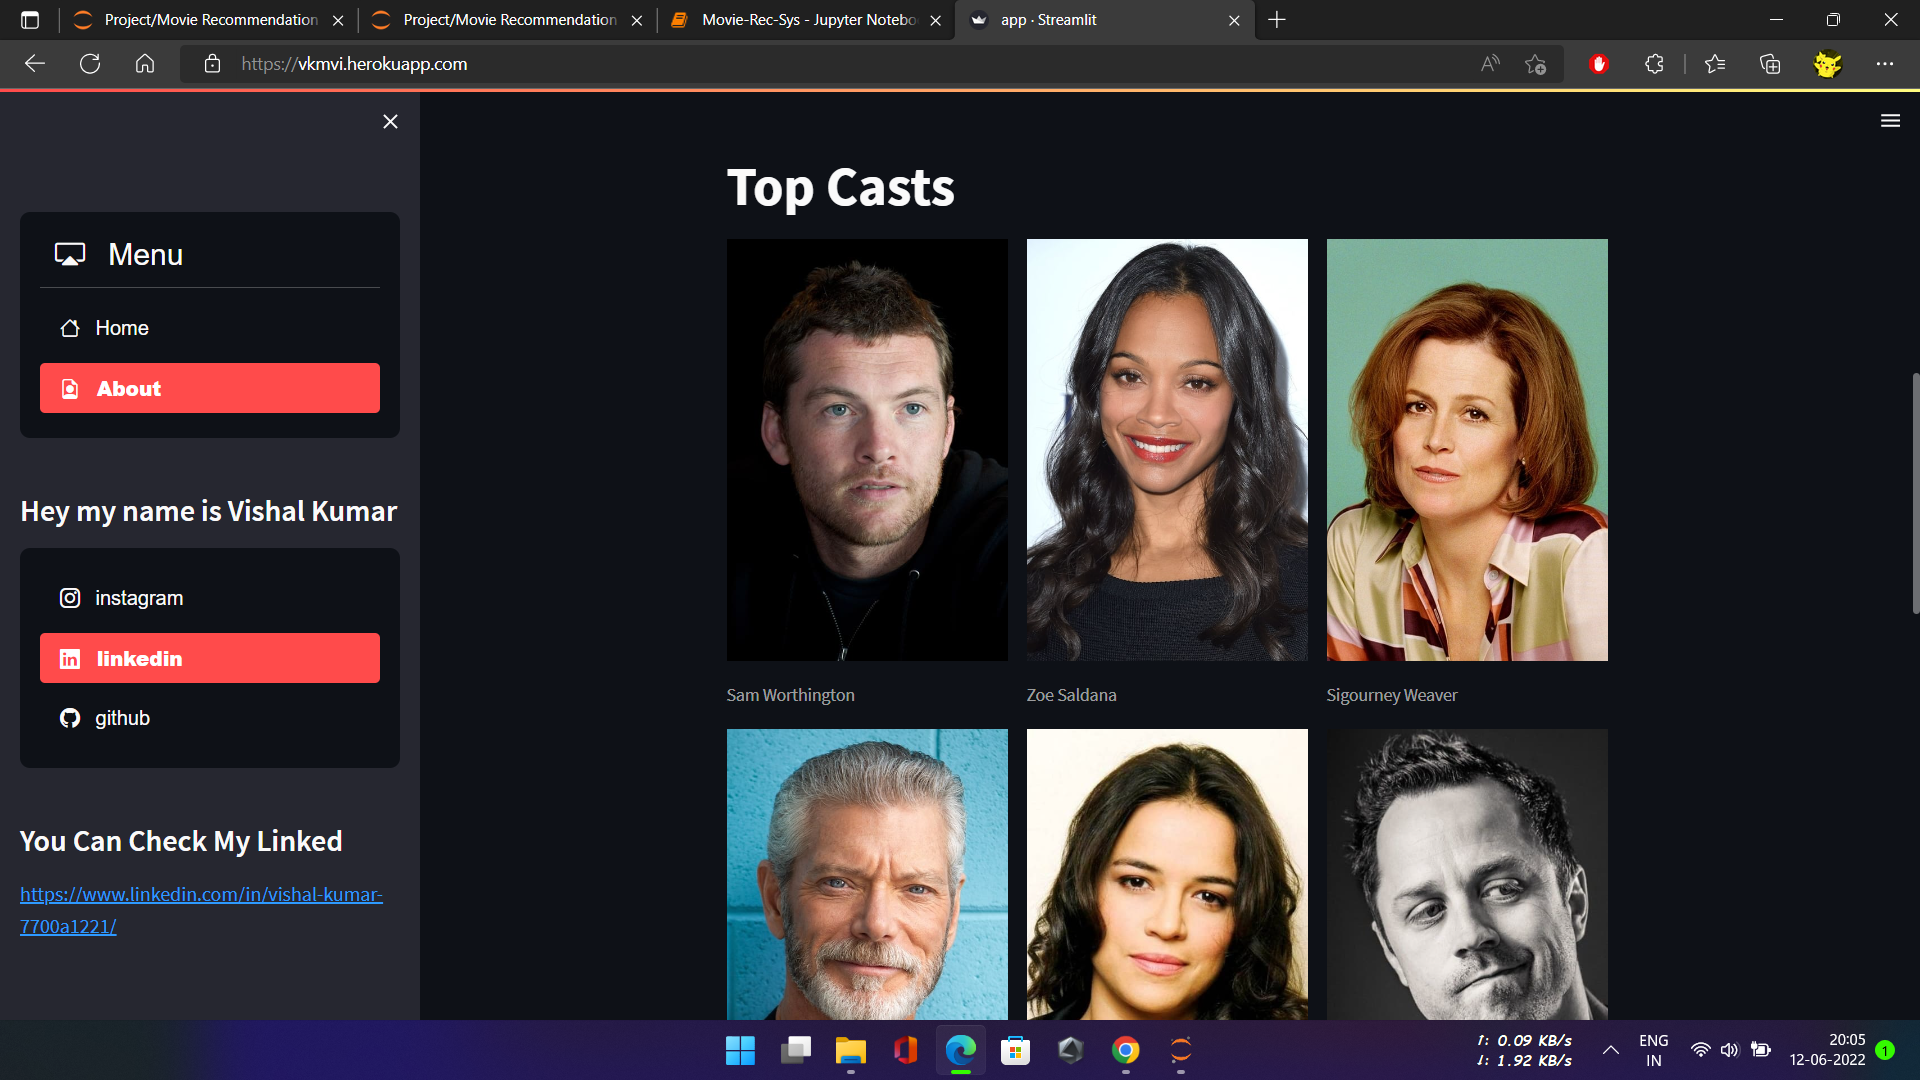 Project/Movie Recommendation
Project/Movie Recommendation
Movie-Rec-Sys - Jupyter Notebo
app · Streamlit
https://vkmvi.herokuapp.com
Menu
Home
About
Hey my name is Vishal Kumar
instagram
linkedin
github
You Can Check My Linked
https://www.linkedin.com/in/vishal-kumar-
7700a1221/
Top Casts
Sam Worthington
Zoe Saldana
Sigourney Weaver
↑: 0.09 KB/s
↓: 1.92 KB/s
ENG
IN
20:05
12-06-2022
1